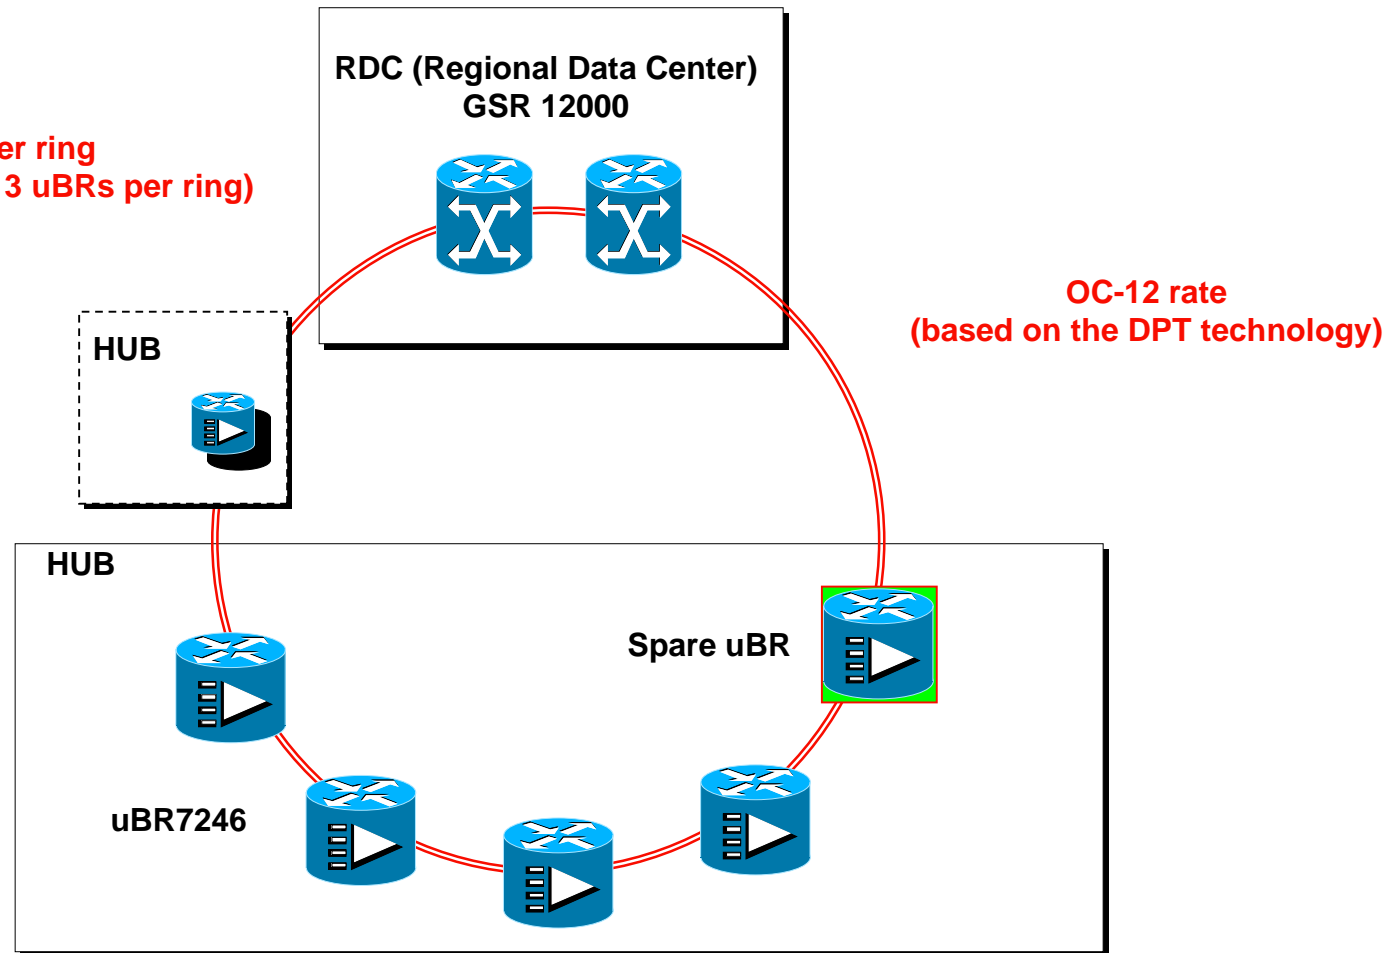 RDC (Regional Data Center)
GSR 12000
per ring
3 uBRs per ring)
OC-12 rate
(based on the DPT technology)
HUB
HUB
Spare uBR
uBR7246